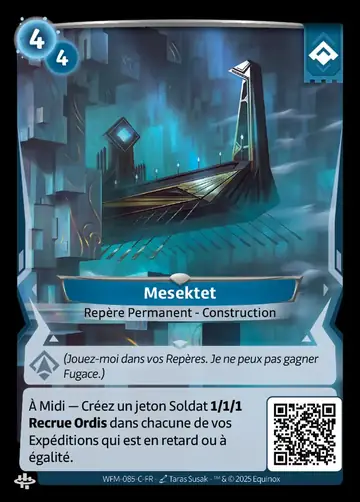 4
4
Mesektet
Repère Permanent - Construction
(Jouez-moi dans vos Repères. Je ne peux pas gagner
Fugace.)
À Midi — Créez un jeton Soldat 1/1/1
Recrue Ordis dans chacune de vos
Expéditions qui est en retard ou à
égalité.
WFM-085-C-FR - Taras Susak - ™ & © 2025 Equinox